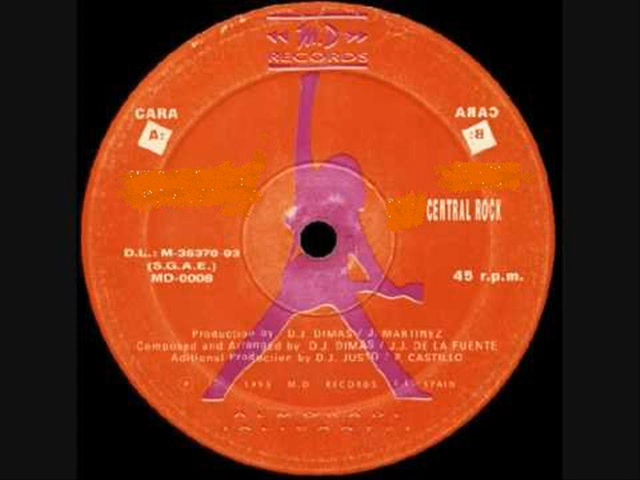 « M.D »
RECORDS
CARA
A:
CARA
B:
CENTRAL ROCK
D.L.: M-36370-93
(S.G.A.E.)
MD-0008
45 r.p.m.
Production by D.J. DIMAS / J. MARTINEZ
Composed and Arranged by D.J. DIMAS / J.J. DE LA FUENTE
Aditional Production by D.J. JUSTO / P. CASTILLO
1993 M.D RECORDS SPAIN